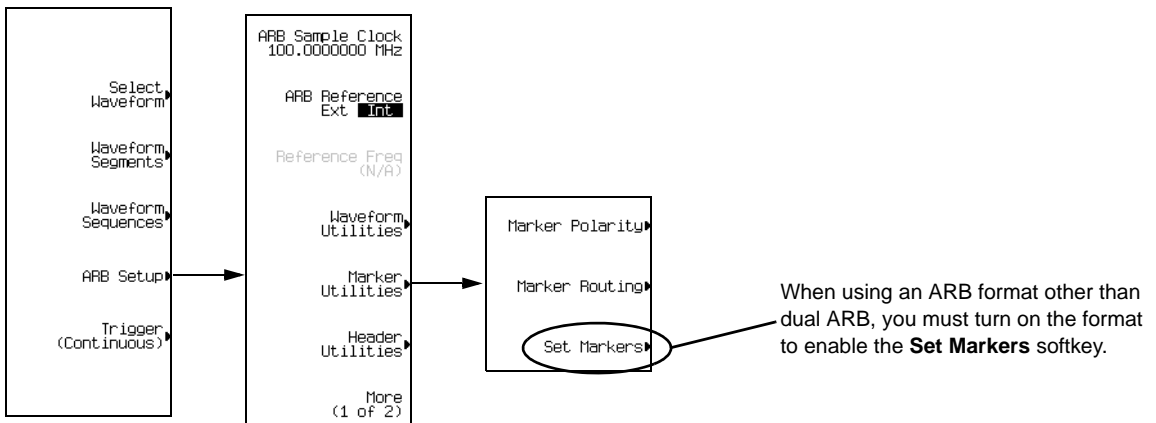 Select
Waveform
Waveform
Segments
Waveform
Sequences
ARB Setup
Trigger
(Continuous)
ARB Sample Clock
100.0000000 MHz
ARB Reference
Ext Int
Reference Freq
(N/A)
Waveform
Utilities
Marker
Utilities
Header
Utilities
More
(1 of 2)
Marker Polarity
Marker Routing
Set Markers
When using an ARB format other than
dual ARB, you must turn on the format
to enable the Set Markers softkey.